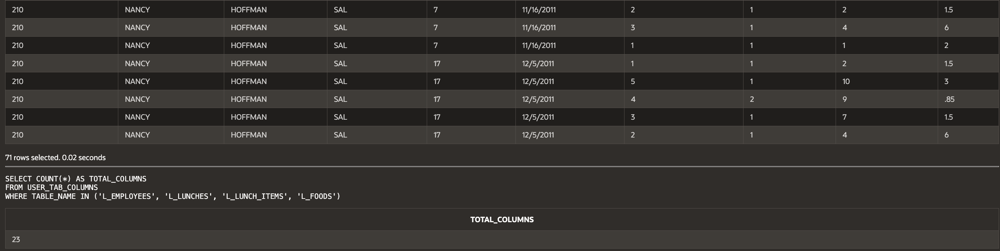 210 NANCY HOFFMAN SAL 7 11/16/2011 2 1 2 1.5
210 NANCY HOFFMAN SAL 7 11/16/2011 3 1 4 6
210 NANCY HOFFMAN SAL 7 11/16/2011 1 1 1 2
210 NANCY HOFFMAN SAL 17 12/5/2011 1 1 2 1.5
210 NANCY HOFFMAN SAL 17 12/5/2011 5 1 10 3
210 NANCY HOFFMAN SAL 17 12/5/2011 4 2 9 .85
210 NANCY HOFFMAN SAL 17 12/5/2011 3 1 7 1.5
210 NANCY HOFFMAN SAL 17 12/5/2011 2 1 4 6
71 rows selected. 0.02 seconds
SELECT COUNT(*) AS TOTAL_COLUMNS
FROM USER_TAB_COLUMNS
WHERE TABLE_NAME IN ('L_EMPLOYEES', 'L_LUNCHES', 'L_LUNCH_ITEMS', 'L_FOODS')
TOTAL_COLUMNS
23